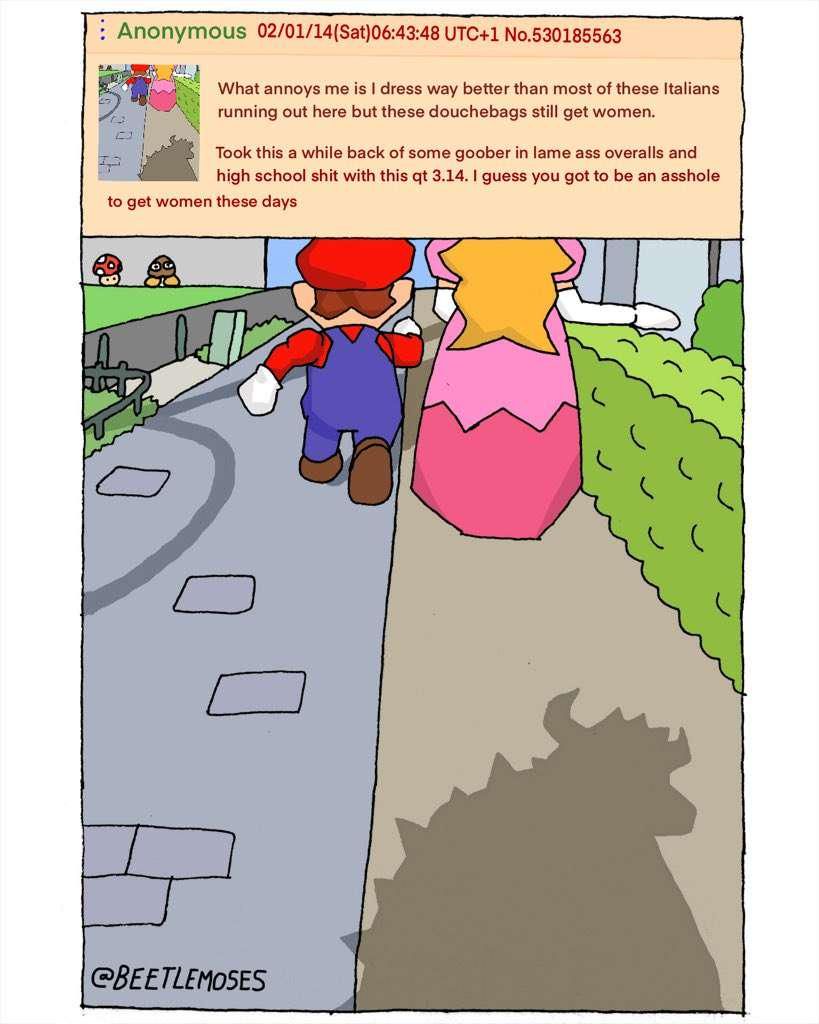 Anonymous 02/01/14(Sat)06:43:48 UTC+1 No.530185563
What annoys me is I dress way better than most of these Italians
running out here but these douchebags still get women.
Took this a while back of some goober in lame ass overalls and
high school shit with this qt 3.14. I guess you got to be an asshole
to get women these days
@BEETLEMOSES